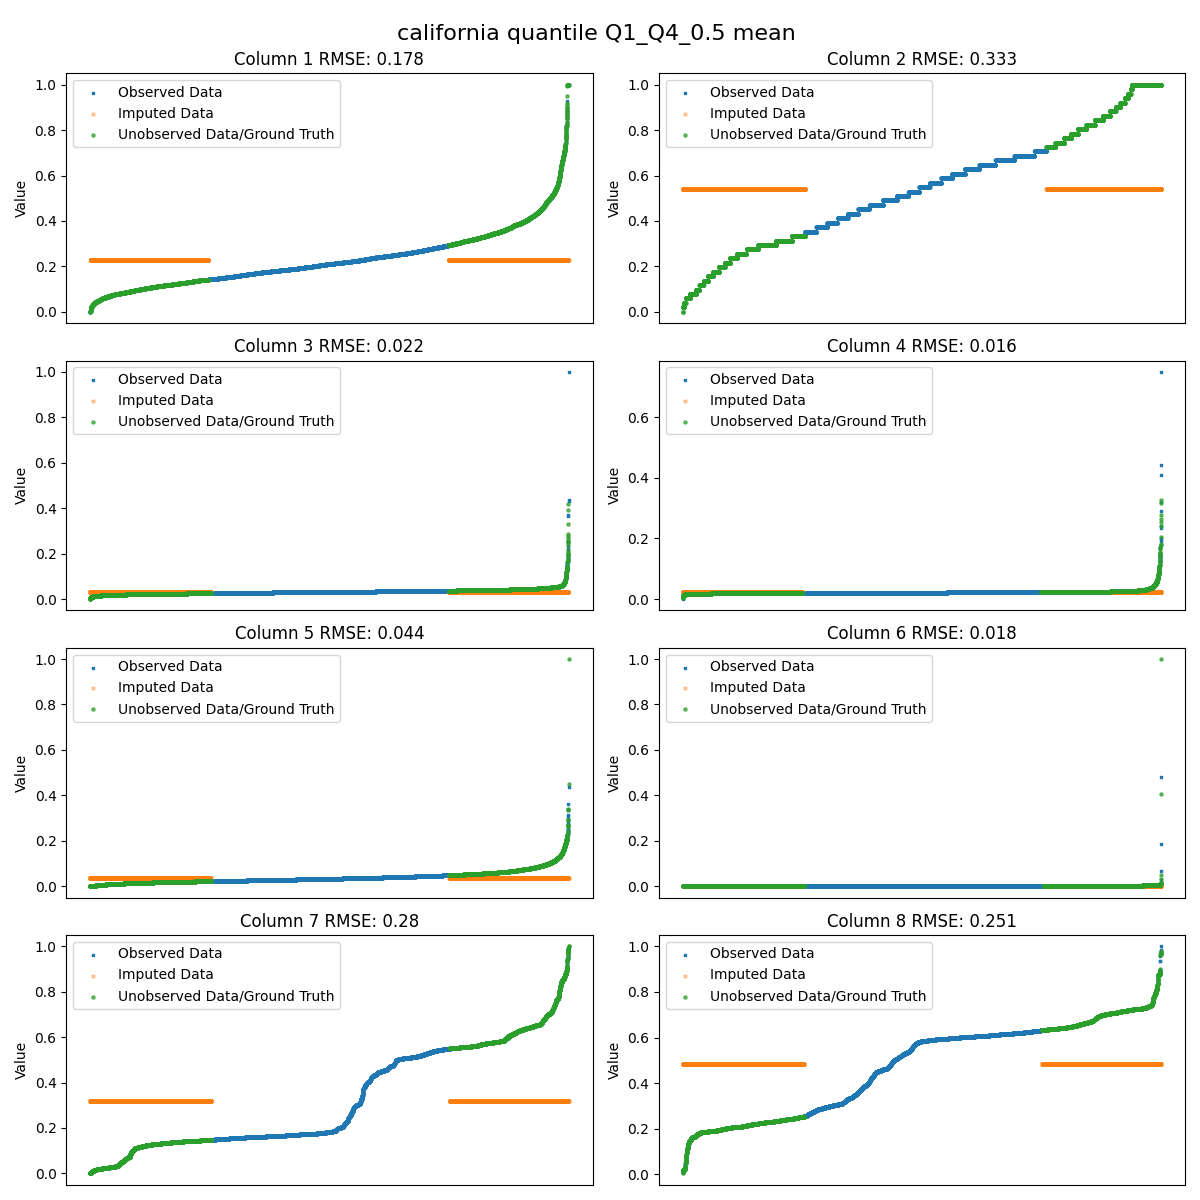 california quantile Q1_Q4_0.5 mean
Column 1 RMSE: 0.178
Value
1.0
0.8
0.6
0.4
0.2
0.0
Observed Data
Imputed Data
Unobserved Data/Ground Truth
Column 2 RMSE: 0.333
Value
1.0
0.8
0.6
0.4
0.2
0.0
Observed Data
Imputed Data
Unobserved Data/Ground Truth
Column 3 RMSE: 0.022
Value
1.0
0.8
0.6
0.4
0.2
0.0
Observed Data
Imputed Data
Unobserved Data/Ground Truth
Column 4 RMSE: 0.016
Value
0.6
0.4
0.2
0.0
Observed Data
Imputed Data
Unobserved Data/Ground Truth
Column 5 RMSE: 0.044
Value
1.0
0.8
0.6
0.4
0.2
0.0
Observed Data
Imputed Data
Unobserved Data/Ground Truth
Column 6 RMSE: 0.018
Value
1.0
0.8
0.6
0.4
0.2
0.0
Observed Data
Imputed Data
Unobserved Data/Ground Truth
Column 7 RMSE: 0.28
Value
1.0
0.8
0.6
0.4
0.2
0.0
Observed Data
Imputed Data
Unobserved Data/Ground Truth
Column 8 RMSE: 0.251
Value
1.0
0.8
0.6
0.4
0.2
0.0
Observed Data
Imputed Data
Unobserved Data/Ground Truth